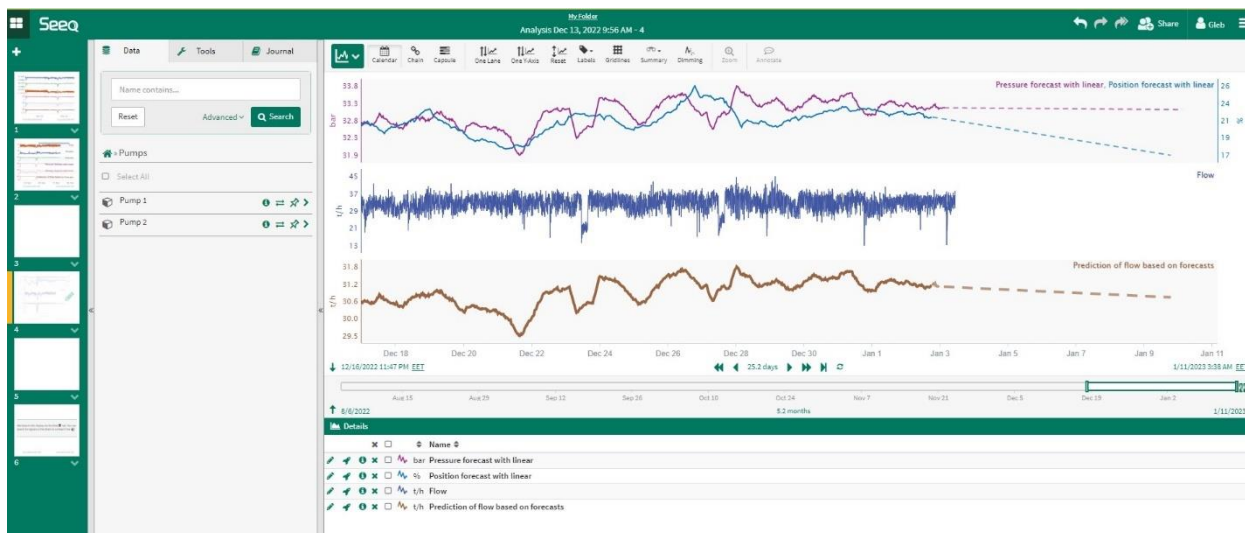 My Folder
Seeq
Analysis Dec 13, 2022 9:56 AM - 4
Share
Gleb
Data
Tools
Journal
Calendar
Chain
Capsule
One Lane
One Y-Axis
Reset
Labels
Gridlines
Summary
Dimming
Zoom
Annotate
Name contains...
Reset
Advanced
Search
Pumps
Select All
Pump 1
Pump 2
1
2
3
4
5
6
Pressure forecast with linear, Position forecast with linear
33.8
33.3
32.8
32.3
31.9
bar
26
24
21
19
17
%
Flow
45
37
29
21
13
t/h
Prediction of flow based on forecasts
31.8
31.2
30.6
30.0
29.5
t/h
Dec 18 Dec 20 Dec 22 Dec 24 Dec 26 Dec 28 Dec 30 Jan 1 Jan 3 Jan 5 Jan 7 Jan 9 Jan 11
12/16/2022 11:47 PM EET
25.2 days
1/11/2023 3:38 AM
Aug 15 Aug 29 Sep 12 Sep 26 Oct 10 Oct 24 Nov 7 Nov 21 Dec 5 Dec 19 Jan 2
8/6/2022
5.2 months
1/11/2023
Details
Name
bar Pressure forecast with linear
% Position forecast with linear
t/h Flow
t/h Prediction of flow based on forecasts